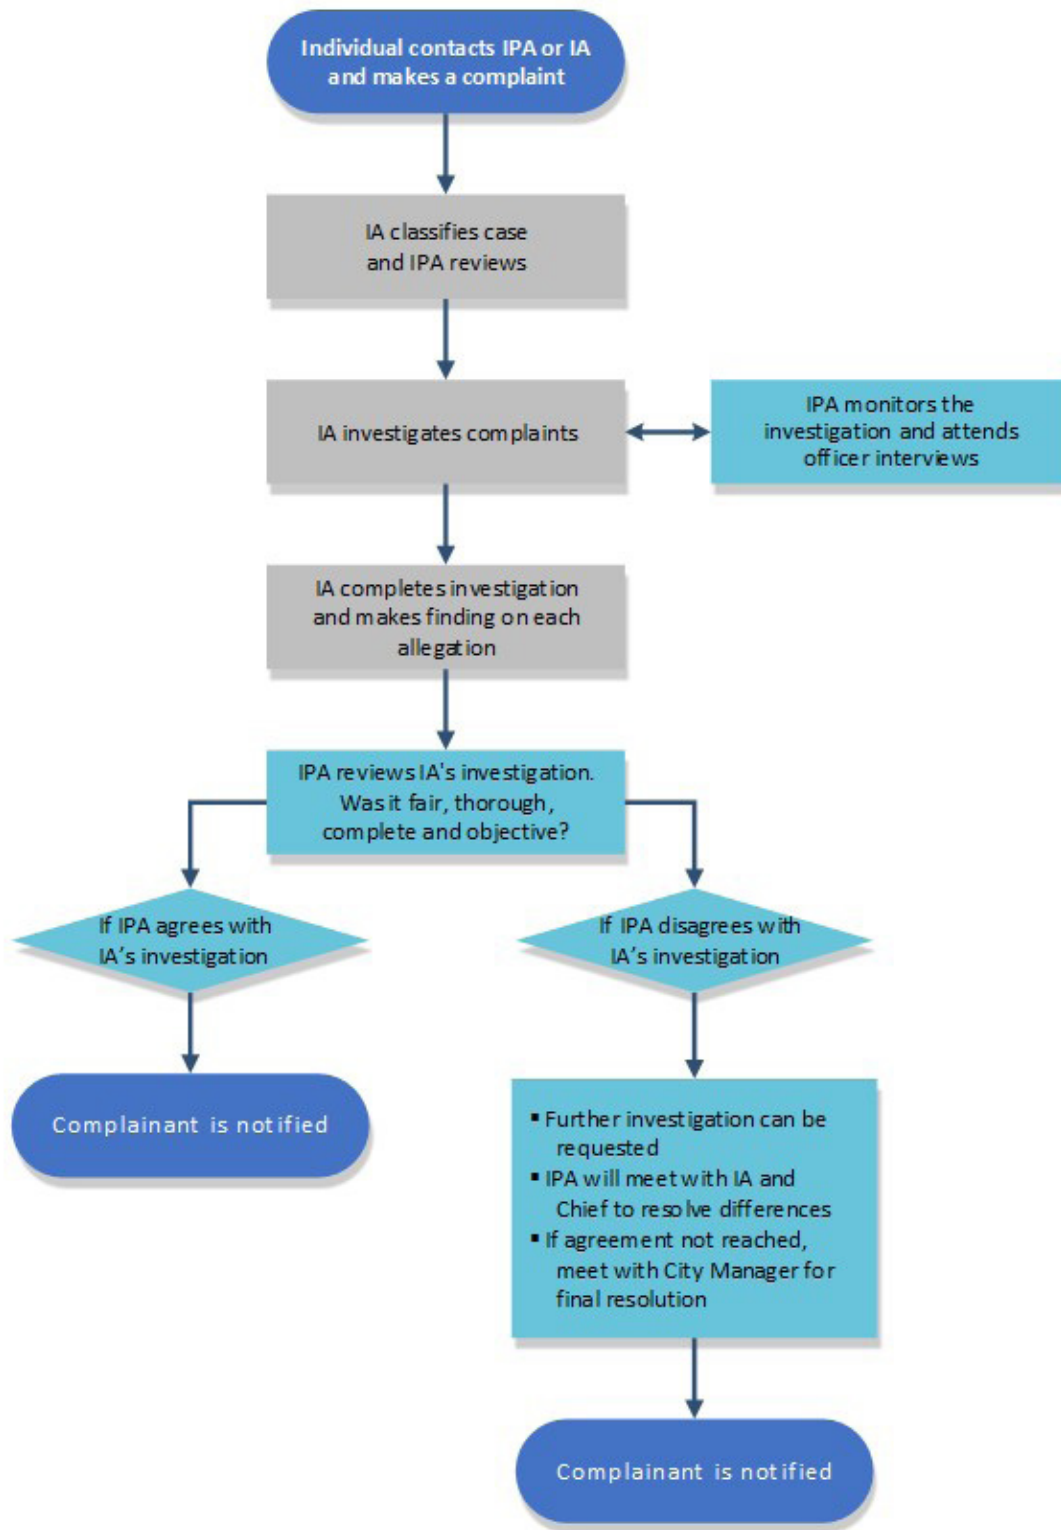 Individual contacts IPA or IA
and makes a complaint
IA classifies case
and IPA reviews
IA investigates complaints
IPA monitors the
investigation and attends
officer interviews
IA completes investigation
and makes finding on each
allegation
IPA reviews IA's investigation.
Was it fair, thorough,
complete and objective?
If IPA agrees with
IA’s investigation
If IPA disagrees with
IA’s investigation
Complainant is notified
▪ Further investigation can be
requested
▪ IPA will meet with IA and
Chief to resolve differences
▪ If agreement not reached,
meet with City Manager for
final resolution
Complainant is notified